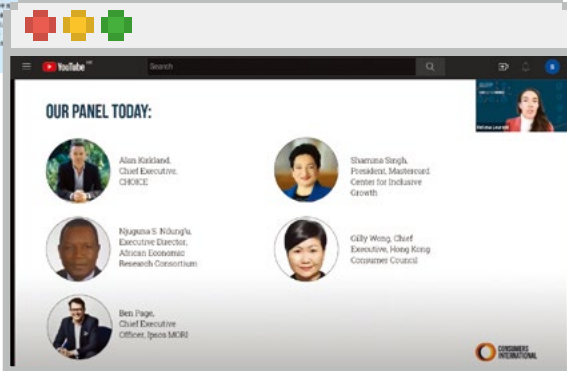 YouTube
Search
S
OUR PANEL TODAY:
Alan Kirkland,
Chief Executive,
CHOICE
Shamina Singh,
President, Mastercard
Center for Inclusive
Growth
Njuguna S. Ndung'u,
Executive Director,
African Economic
Research Consortium
Gilly Wong, Chief
Executive, Hong Kong
Consumer Council
Ben Page,
Chief Executive
Officer, Ipsos MORI
CONSUMERS
INTERNATIONAL